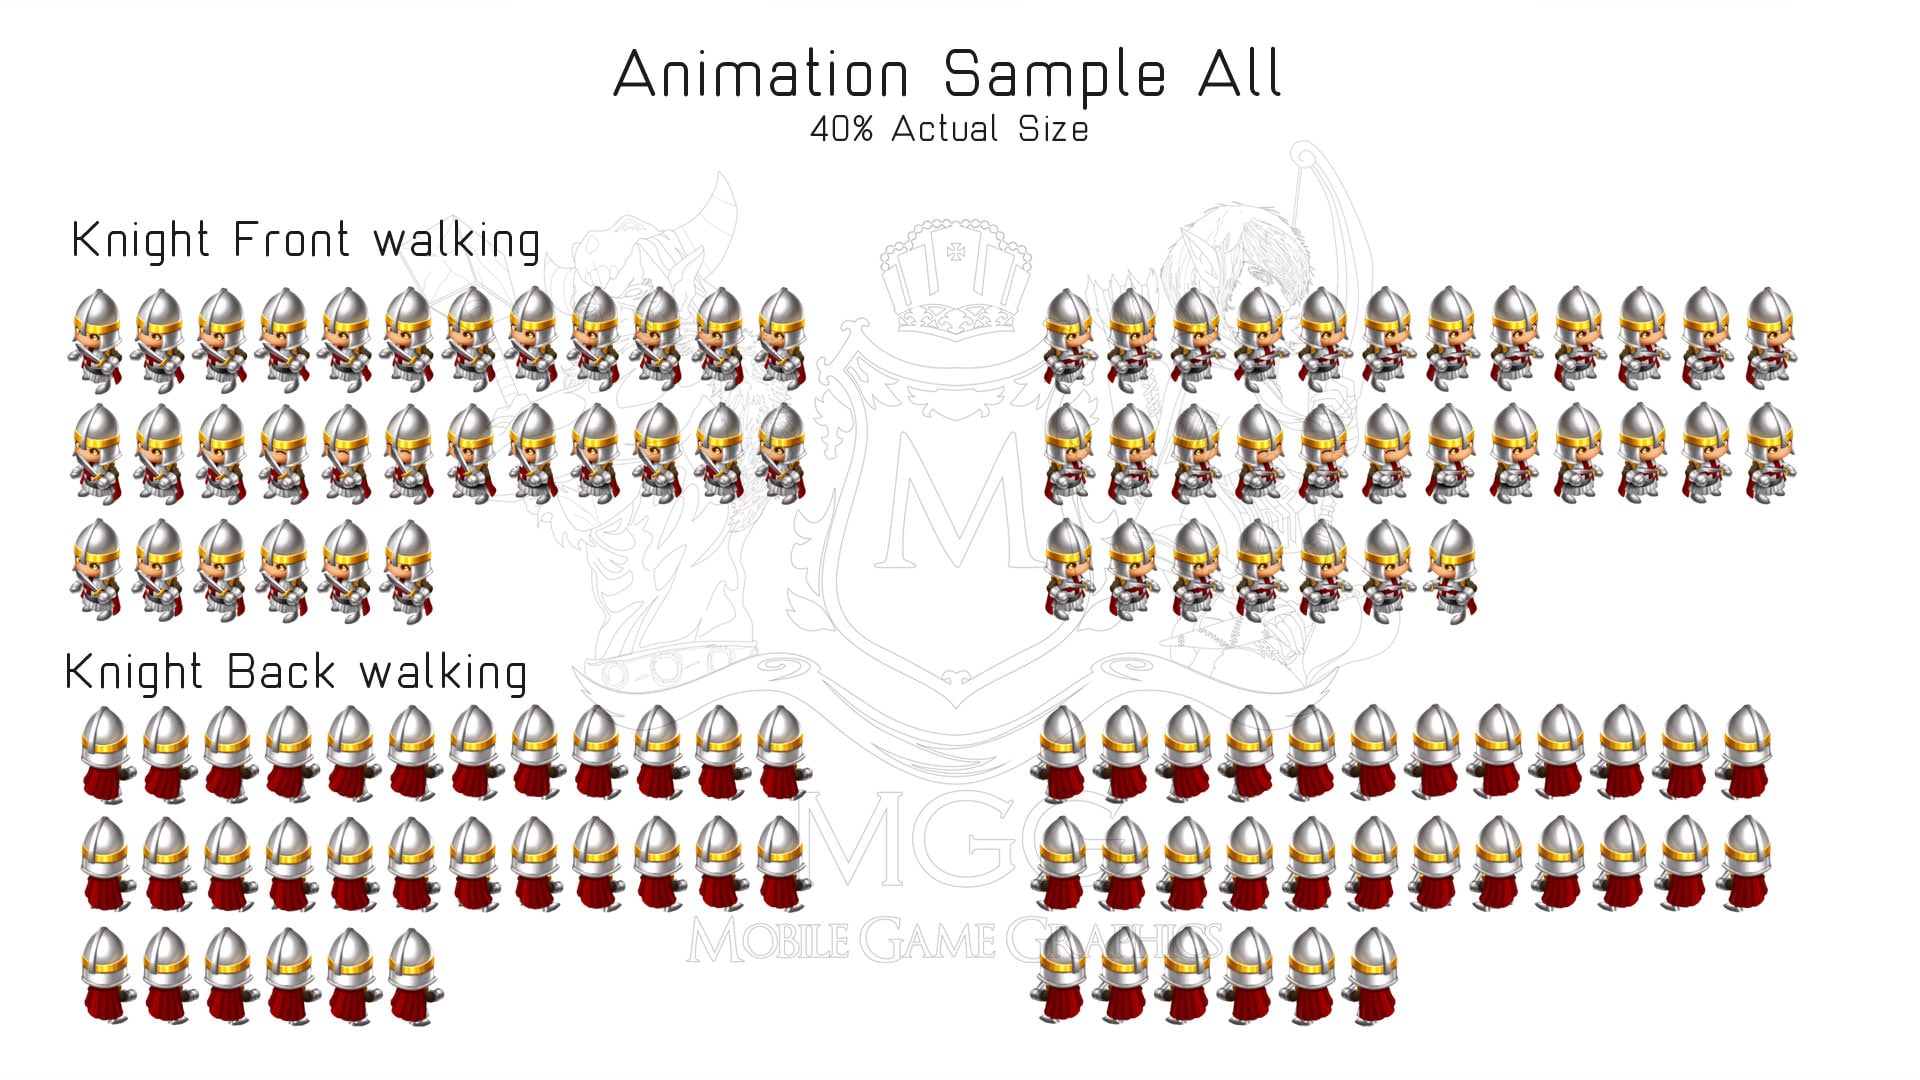 Animation Sample All
40% Actual Size
Knight Front walking
M
Knight Back walking
MGG
Mobile Game Graphics